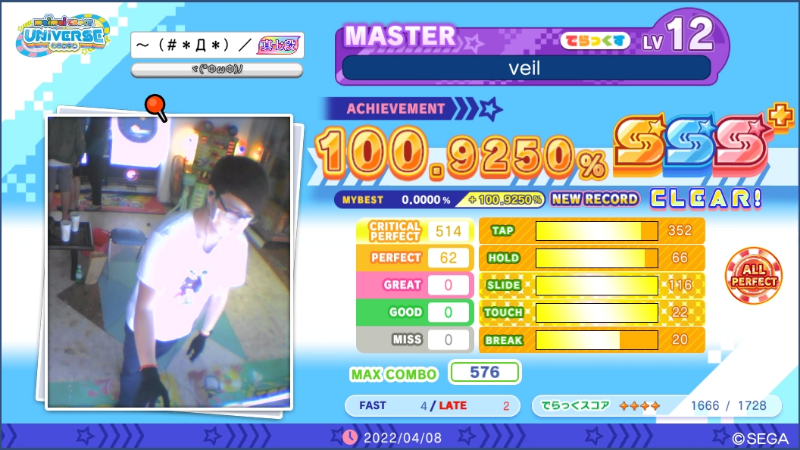 maimai でらっくす
UNiVERSE
～（＃＊Д＊）／
ヾ(*ΦωΦ)ﾉ
MASTER
でらっくす
LV 12
veil
ACHIEVEMENT
100.9250%
SSS+
MYBEST 0.0000% +100.9250% NEW RECORD CLEAR!
CRITICAL PERFECT 514
PERFECT 62
GREAT 0
GOOD 0
MISS 0
TAP 352
HOLD 66
SLIDE 116
TOUCH 22
BREAK 20
ALL PERFECT
MAX COMBO 576
FAST 4 / LATE 2
でらっくスコア 1666 / 1728
2022/04/08
©SEGA